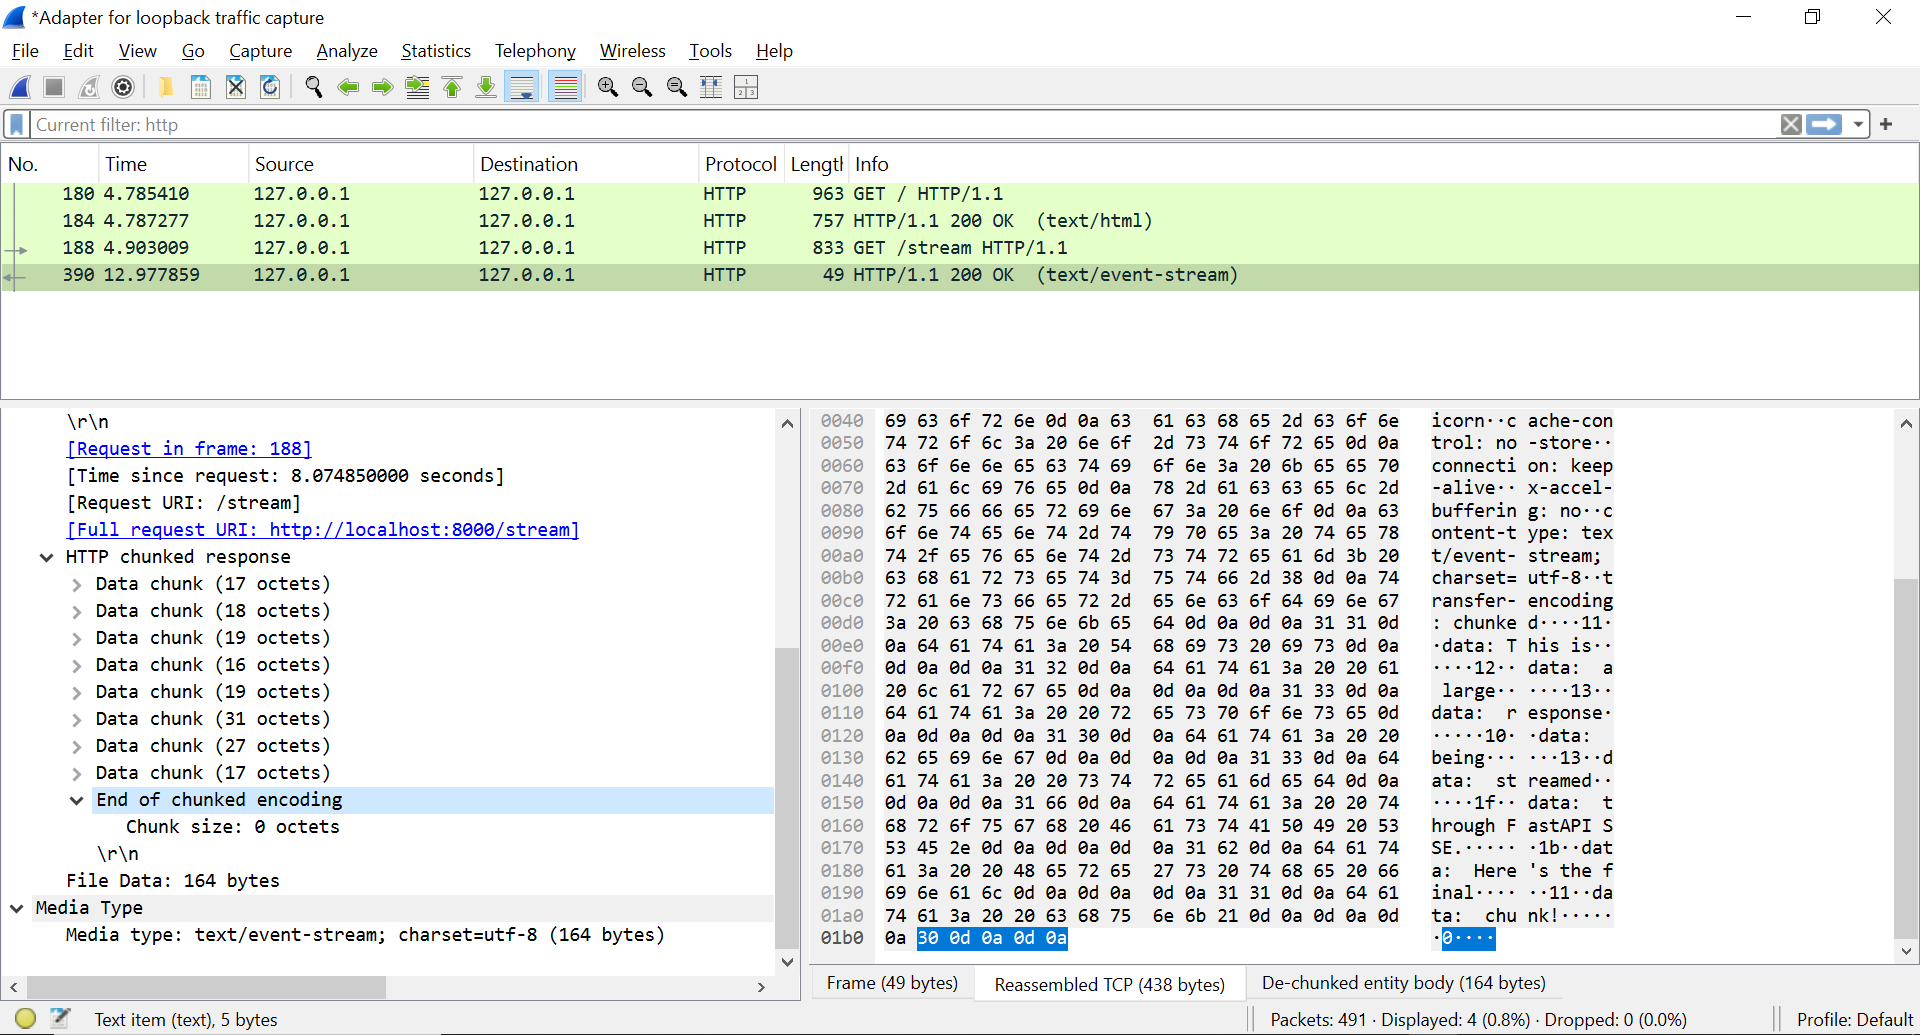 *Adapter for loopback traffic capture
File Edit View Go Capture Analyze Statistics Telephony Wireless Tools Help
Current filter: http
No. Time Source Destination Protocol Lengtl Info
180 4.785410 127.0.0.1 127.0.0.1 HTTP 963 GET / HTTP/1.1
184 4.787277 127.0.0.1 127.0.0.1 HTTP 757 HTTP/1.1 200 OK (text/html)
188 4.903009 127.0.0.1 127.0.0.1 HTTP 833 GET /stream HTTP/1.1
390 12.977859 127.0.0.1 127.0.0.1 HTTP 49 HTTP/1.1 200 OK (text/event-stream)
\r\n
[Request in frame: 188]
[Time since request: 8.074850000 seconds]
[Request URI: /stream]
[Full request URI: http://localhost:8000/stream]
HTTP chunked response
Data chunk (17 octets)
Data chunk (18 octets)
Data chunk (19 octets)
Data chunk (16 octets)
Data chunk (19 octets)
Data chunk (31 octets)
Data chunk (27 octets)
Data chunk (17 octets)
End of chunked encoding
Chunk size: 0 octets
\r\n
File Data: 164 bytes
Media Type
Media type: text/event-stream; charset=utf-8 (164 bytes)
0040 69 63 6f 72 6e 0d 0a 63 61 63 68 65 2d 63 6f 6e icorn··c ache-con
0050 74 72 6f 6c 3a 20 6e 6f 2d 73 74 6f 72 65 0d 0a trol: no -store··
0060 63 6f 6e 6e 65 63 74 69 6f 6e 3a 20 6b 65 65 70 connecti on: keep
0070 2d 61 6c 69 76 65 0d 0a 78 2d 61 63 63 65 6c 2d -alive·· x-accel-
0080 62 75 66 66 65 72 69 6e 67 3a 20 6e 6f 0d 0a 63 bufferin g: no··c
0090 6f 6e 74 65 6e 74 2d 74 79 70 65 3a 20 74 65 78 ontent-t ype: tex
00a0 74 2f 65 76 65 6e 74 2d 73 74 72 65 61 6d 3b 20 t/event- stream;
00b0 63 68 61 72 73 65 74 3d 75 74 66 2d 38 0d 0a 74 charset= utf-8··t
00c0 72 61 6e 73 66 65 72 2d 65 6e 63 6f 64 69 6e 67 ransfer- encoding
00d0 3a 20 63 68 75 6e 6b 65 64 0d 0a 0d 0a 31 31 0d : chunke d····11·
00e0 0a 64 61 74 61 3a 20 54 68 69 73 20 69 73 0d 0a ·data: T his is··
00f0 0d 0a 0d 0a 31 32 0d 0a 64 61 74 61 3a 20 20 61 ····12·· data:  a
0100 20 6c 61 72 67 65 0d 0a 0d 0a 0d 0a 31 33 0d 0a large·· ····13··
0110 64 61 74 61 3a 20 20 72 65 73 70 6f 6e 73 65 0d data:  r esponse·
0120 0a 0d 0a 0d 0a 31 30 0d 0a 64 61 74 61 3a 20 20 ·····10· ·data:
0130 62 65 69 6e 67 0d 0a 0d 0a 0d 0a 31 33 0d 0a 64 being··· ···13··d
0140 61 74 61 3a 20 20 73 74 72 65 61 6d 65 64 0d 0a ata:  st reamed··
0150 0d 0a 0d 0a 31 66 0d 0a 64 61 74 61 3a 20 20 74 ····1f·· data:  t
0160 68 72 6f 75 67 68 20 46 61 73 74 41 50 49 20 53 hrough F astAPI S
0170 53 45 2e 0d 0a 0d 0a 0d 0a 31 62 0d 0a 64 61 74 SE.····· ·1b··dat
0180 61 3a 20 20 48 65 72 65 27 73 20 74 68 65 20 66 a:  Here 's the f
0190 69 6e 61 6c 0d 0a 0d 0a 0d 0a 31 31 0d 0a 64 61 inal···· ··11··da
01a0 74 61 3a 20 20 63 68 75 6e 6b 21 0d 0a 0d 0a 0d ta:  chu nk!·····
01b0 0a 30 0d 0a 0d 0a ·0····
Frame (49 bytes) Reassembled TCP (438 bytes) De-chunked entity body (164 bytes)
Text item (text), 5 bytes Packets: 491 · Displayed: 4 (0.8%) · Dropped: 0 (0.0%) Profile: Default